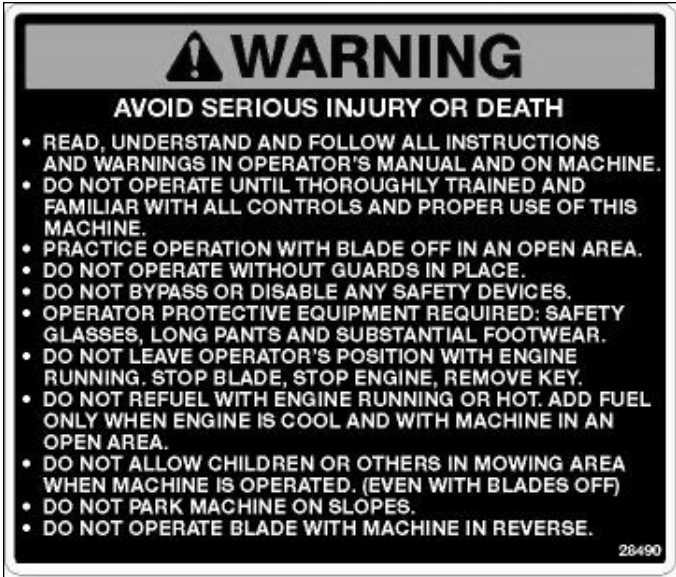 WARNING
AVOID SERIOUS INJURY OR DEATH
• READ, UNDERSTAND AND FOLLOW ALL INSTRUCTIONS
AND WARNINGS IN OPERATOR'S MANUAL AND ON MACHINE.
• DO NOT OPERATE UNTIL THOROUGHLY TRAINED AND
FAMILIAR WITH ALL CONTROLS AND PROPER USE OF THIS
MACHINE.
• PRACTICE OPERATION WITH BLADE OFF IN AN OPEN AREA.
• DO NOT OPERATE WITHOUT GUARDS IN PLACE.
• DO NOT BYPASS OR DISABLE ANY SAFETY DEVICES.
• OPERATOR PROTECTIVE EQUIPMENT REQUIRED: SAFETY
GLASSES, LONG PANTS AND SUBSTANTIAL FOOTWEAR.
• DO NOT LEAVE OPERATOR'S POSITION WITH ENGINE
RUNNING. STOP BLADE, STOP ENGINE, REMOVE KEY.
• DO NOT REFUEL WITH ENGINE RUNNING OR HOT. ADD FUEL
ONLY WHEN ENGINE IS COOL AND WITH MACHINE IN AN
OPEN AREA.
• DO NOT ALLOW CHILDREN OR OTHERS IN MOWING AREA
WHEN MACHINE IS OPERATED. (EVEN WITH BLADES OFF)
• DO NOT PARK MACHINE ON SLOPES.
• DO NOT OPERATE BLADE WITH MACHINE IN REVERSE.
28490